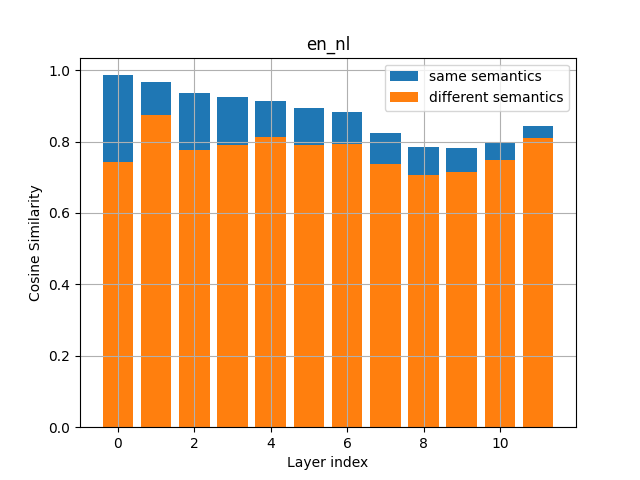 en_nl
same semantics
different semantics
1.0
0.8
0.6
0.4
0.2
0.0
Cosine Similarity
0 2 4 6 8 10
Layer index